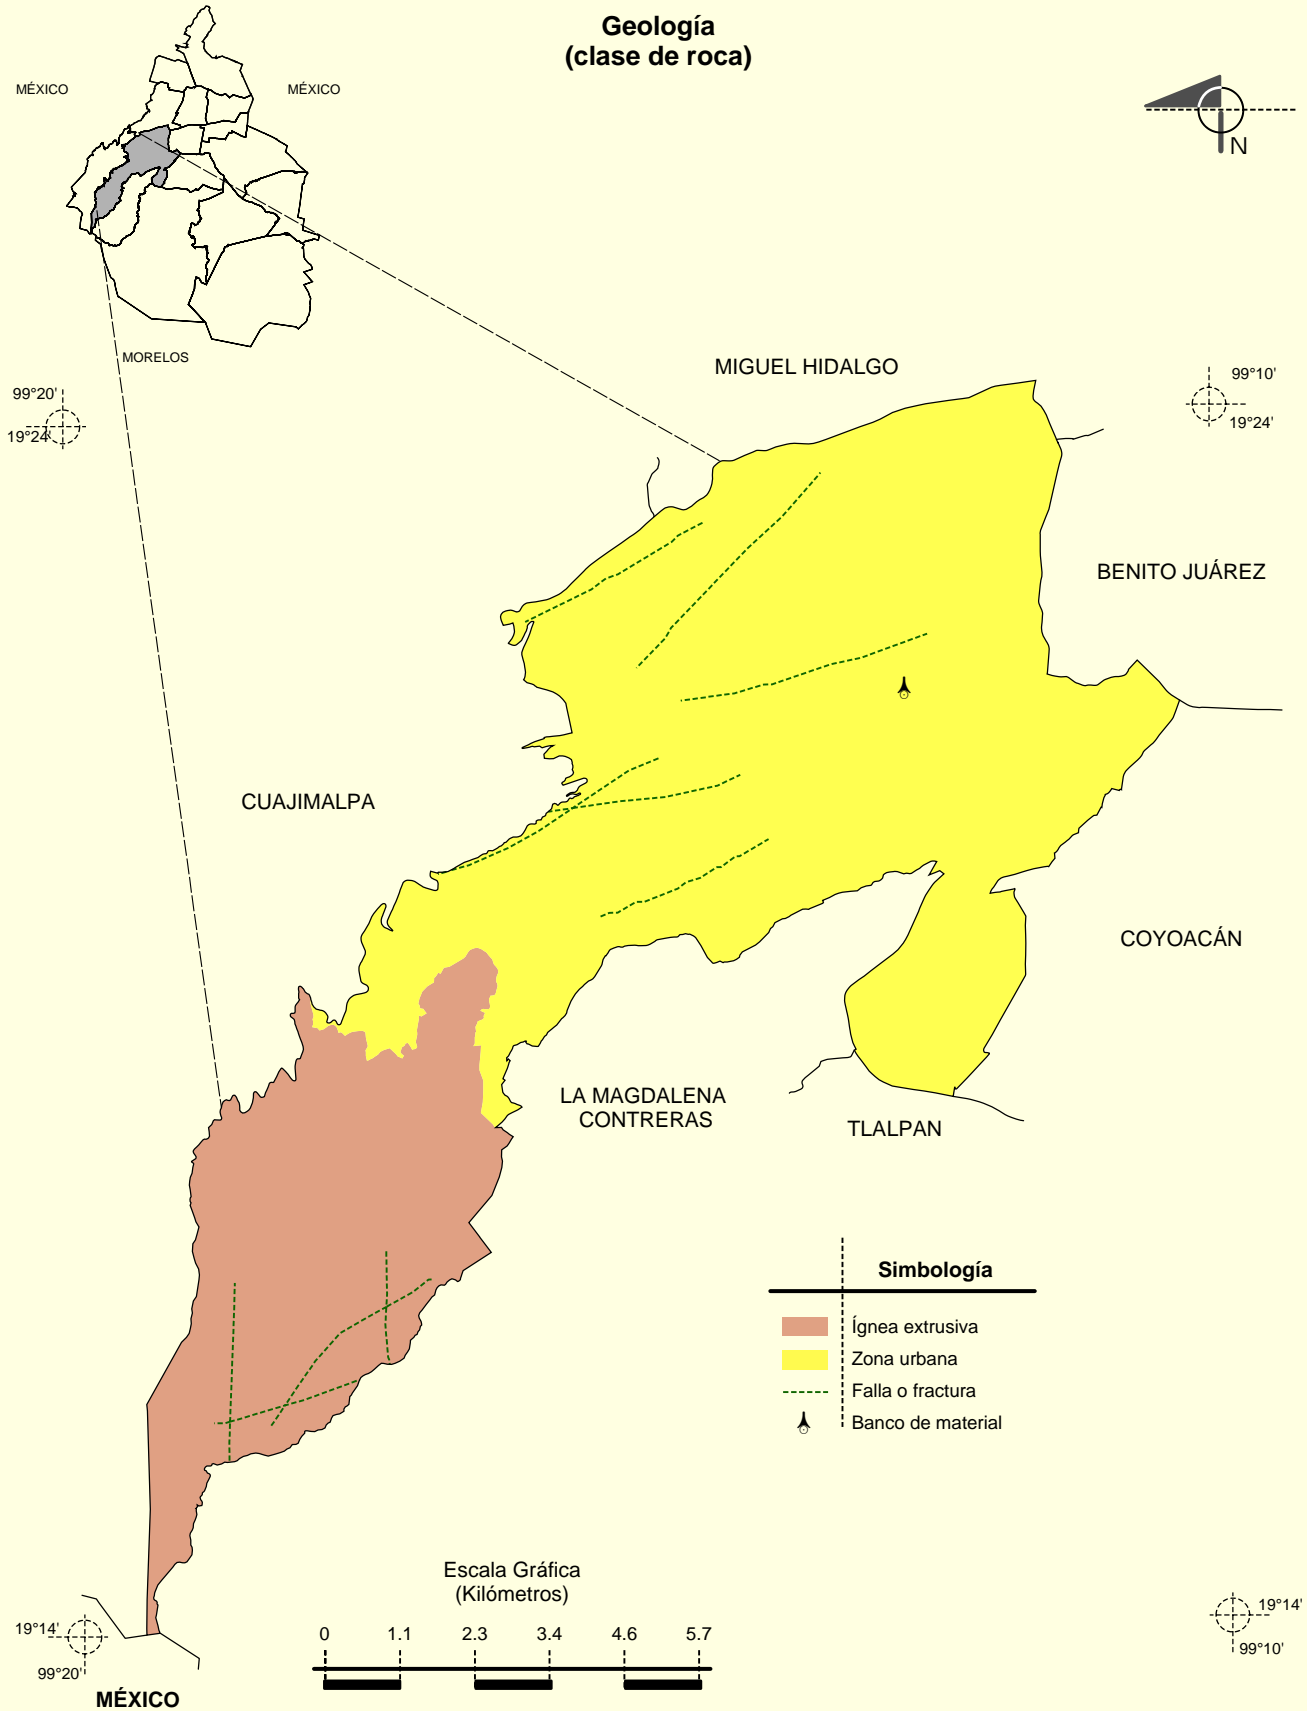 Geología
(clase de roca)
MÉXICO
MÉXICO
N
MORELOS
MIGUEL HIDALGO
99°20'
19°24'
99°10'
19°24'
BENITO JUÁREZ
CUAJIMALPA
COYOACÁN
LA MAGDALENA
CONTRERAS
TLALPAN
Simbología
Ígnea extrusiva
Zona urbana
Falla o fractura
Banco de material
Escala Gráfica
(Kilómetros)
0 1.1 2.3 3.4 4.6 5.7
19°14'
99°20'
19°14'
99°10'
MÉXICO